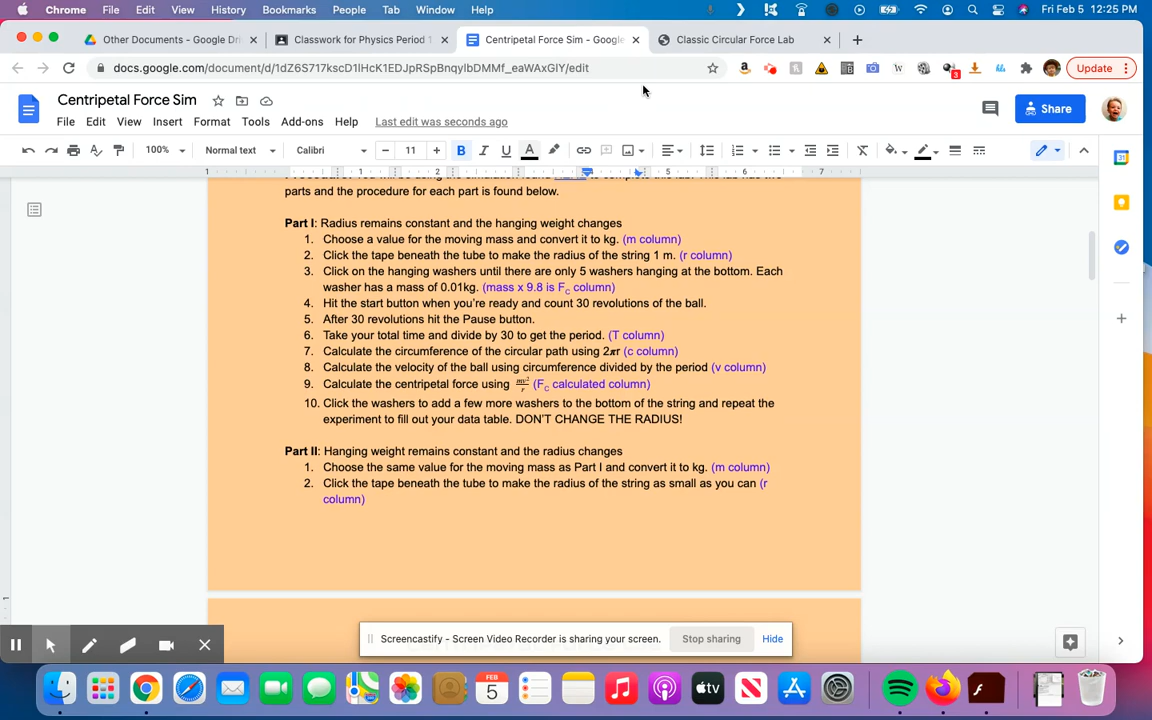 Chrome File Edit View History Bookmarks People Tab Window Help Fri Feb 5 12:25 PM
Other Documents - Google Dri Classwork for Physics Period 1 Centripetal Force Sim - Google Classic Circular Force Lab
docs.google.com/document/d/1dZ6S717kscD1IHcK1EDJpRSpBnqyIbDMMf_eaWAxGiY/edit W 3 Update
Centripetal Force Sim
File Edit View Insert Format Tools Add-ons Help Last edit was seconds ago Share
100% Normal text Calibri 11 B I U A
1 1 2 5 6 7
parts and the procedure for each part is found below.
Part I: Radius remains constant and the hanging weight changes
1. Choose a value for the moving mass and convert it to kg. (m column)
2. Click the tape beneath the tube to make the radius of the string 1 m. (r column)
3. Click on the hanging washers until there are only 5 washers hanging at the bottom. Each
washer has a mass of 0.01kg. (mass x 9.8 is FC column)
4. Hit the start button when you're ready and count 30 revolutions of the ball.
5. After 30 revolutions hit the Pause button.
6. Take your total time and divide by 30 to get the period. (T column)
7. Calculate the circumference of the circular path using 2πr (c column)
8. Calculate the velocity of the ball using circumference divided by the period (v column)
9. Calculate the centripetal force using mv²/r (FC calculated column)
10. Click the washers to add a few more washers to the bottom of the string and repeat the
experiment to fill out your data table. DON'T CHANGE THE RADIUS!
Part II: Hanging weight remains constant and the radius changes
1. Choose the same value for the moving mass as Part I and convert it to kg. (m column)
2. Click the tape beneath the tube to make the radius of the string as small as you can (r
column)
Screencastify - Screen Video Recorder is sharing your screen. Stop sharing Hide
FEB
5
tv